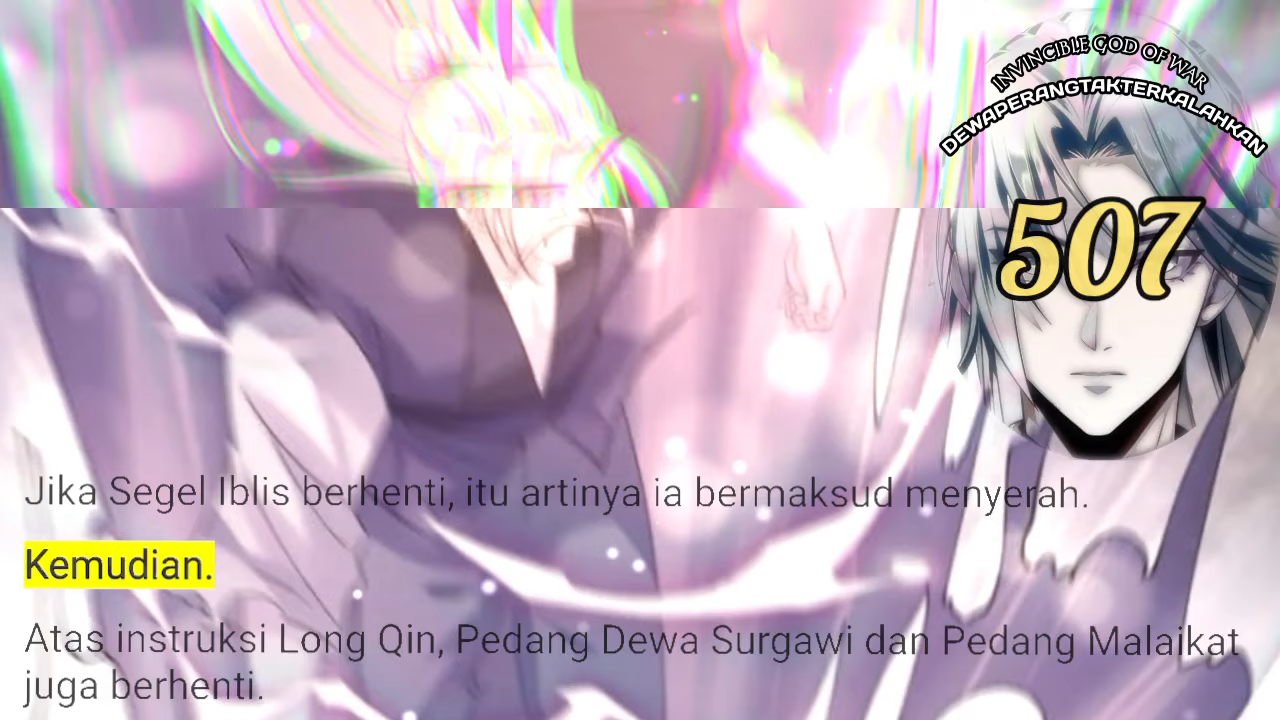 INVINCIBLE GOD OF WAR
DEWAPERANGTAKTERKALAHKAN
507
Jika Segel Iblis berhenti, itu artinya ia bermaksud menyerah.
Kemudian.
Atas instruksi Long Qin, Pedang Dewa Surgawi dan Pedang Malaikat
juga berhenti.